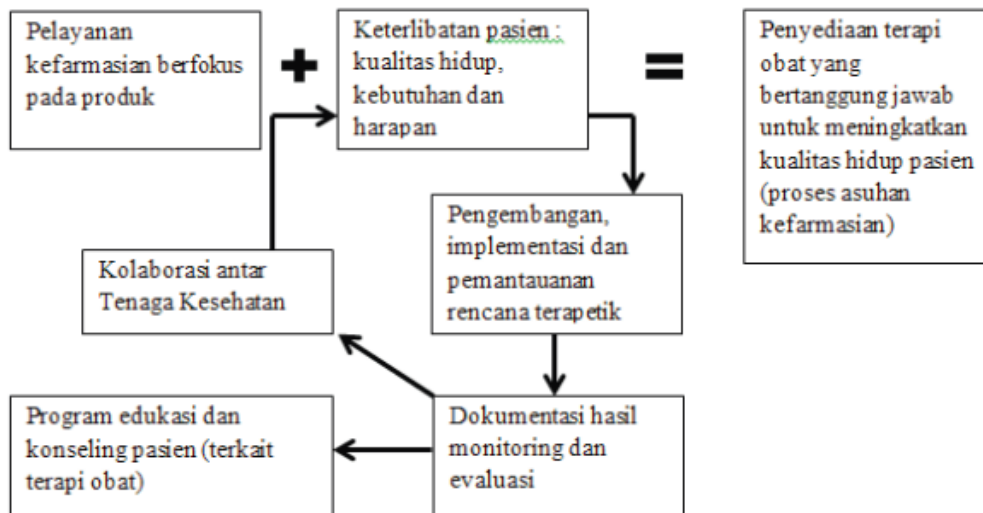 Pelayanan
kefarmasian berfokus
pada produk
+
Keterlibatan pasien :
kualitas hidup,
kebutuhan dan
harapan
=
Penyediaan terapi
obat yang
bertanggung jawab
untuk meningkatkan
kualitas hidup pasien
(proses asuhan
kefarmasian)
Pengembangan,
implementasi dan
pemantauanan
rencana terapetik
Kolaborasi antar
Tenaga Kesehatan
Program edukasi dan
konseling pasien (terkait
terapi obat)
Dokumentasi hasil
monitoring dan
evaluasi